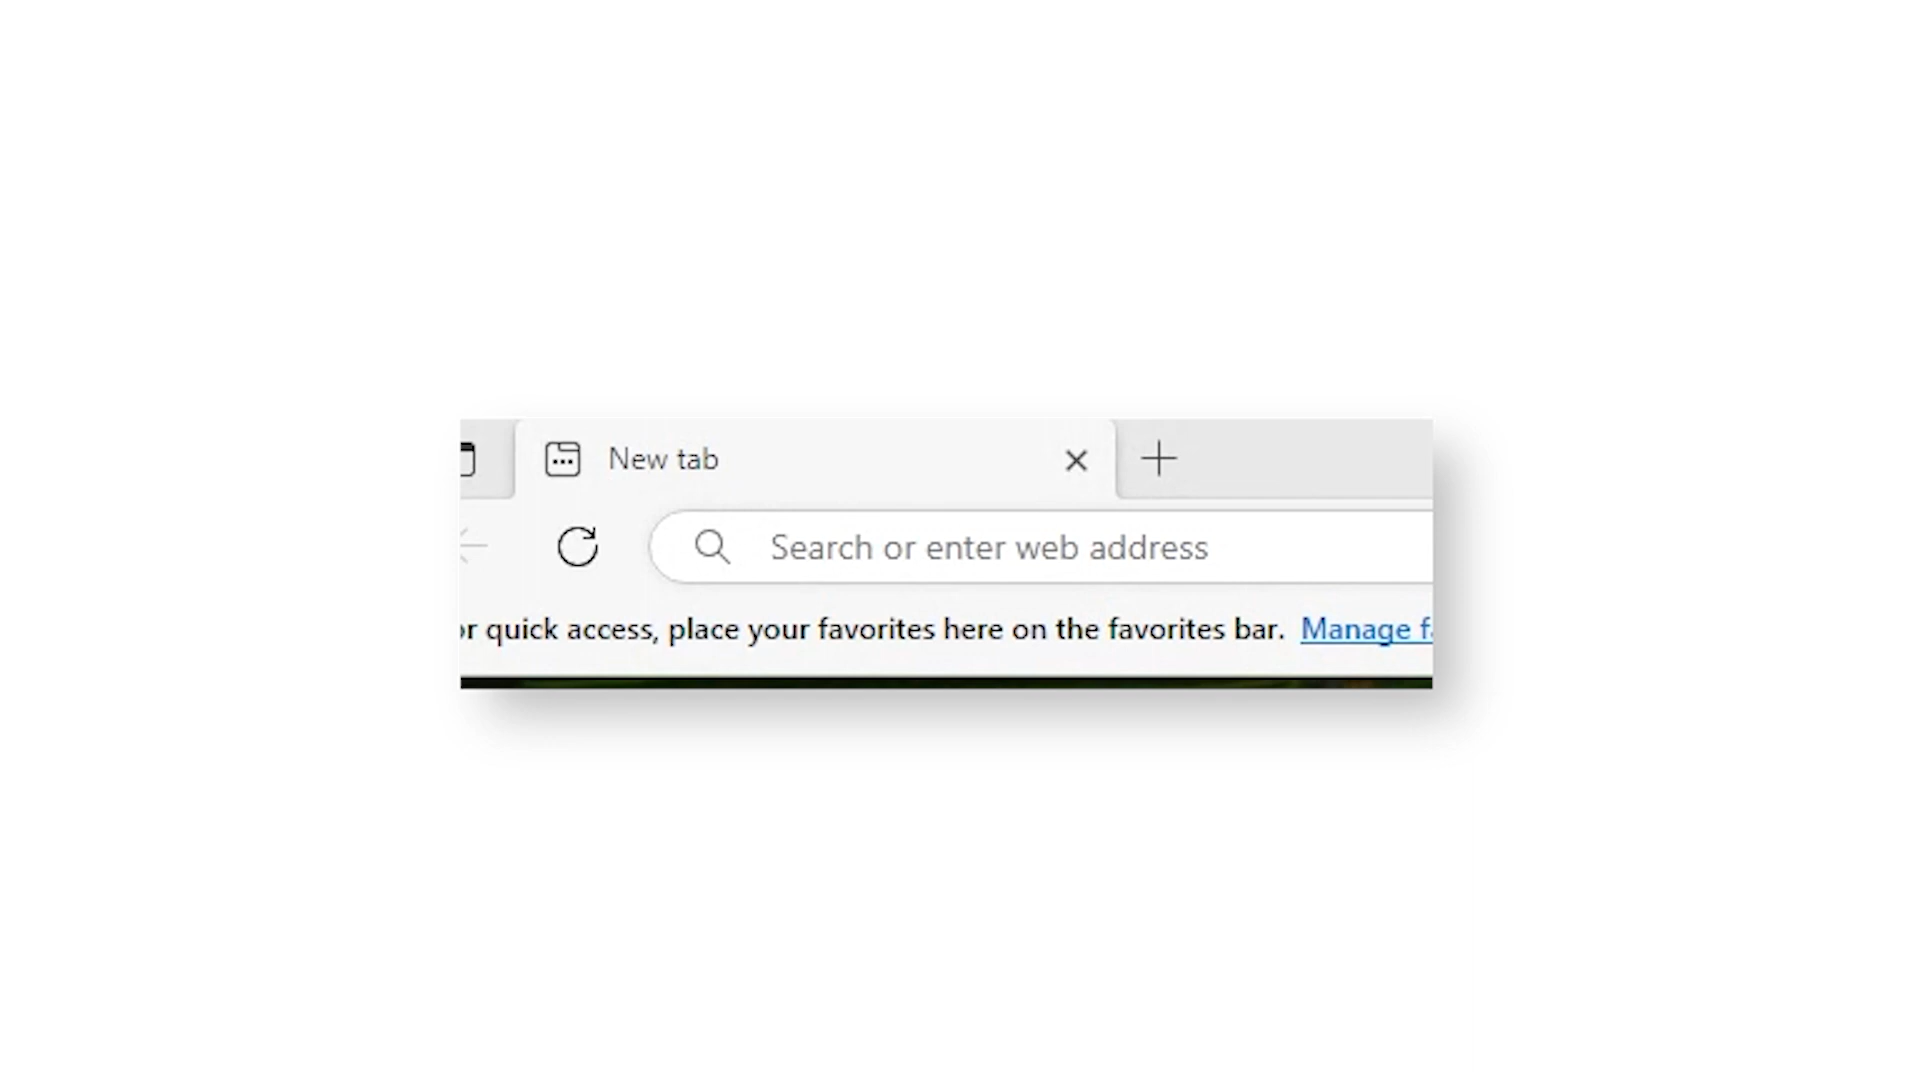 New tab
Search or enter web address
quick access, place your favorites here on the favorites bar. Manage